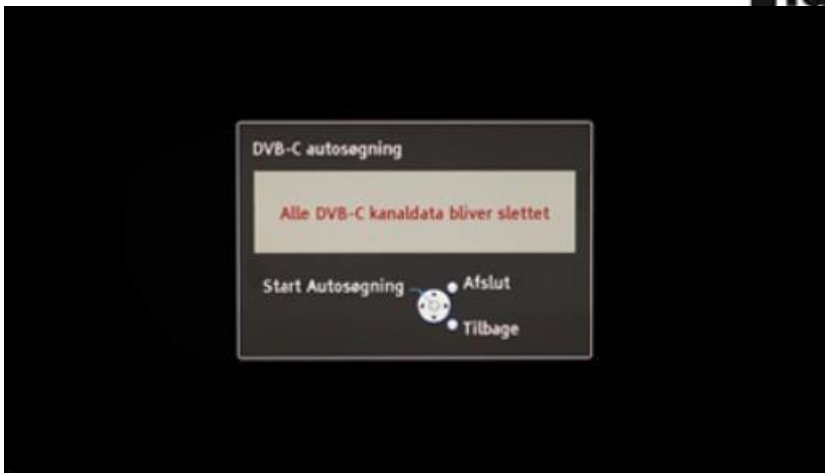 DVB-C autosøgning
Alle DVB-C kanaldata bliver slettet
Start Autosøgning
Afslut
Tilbage